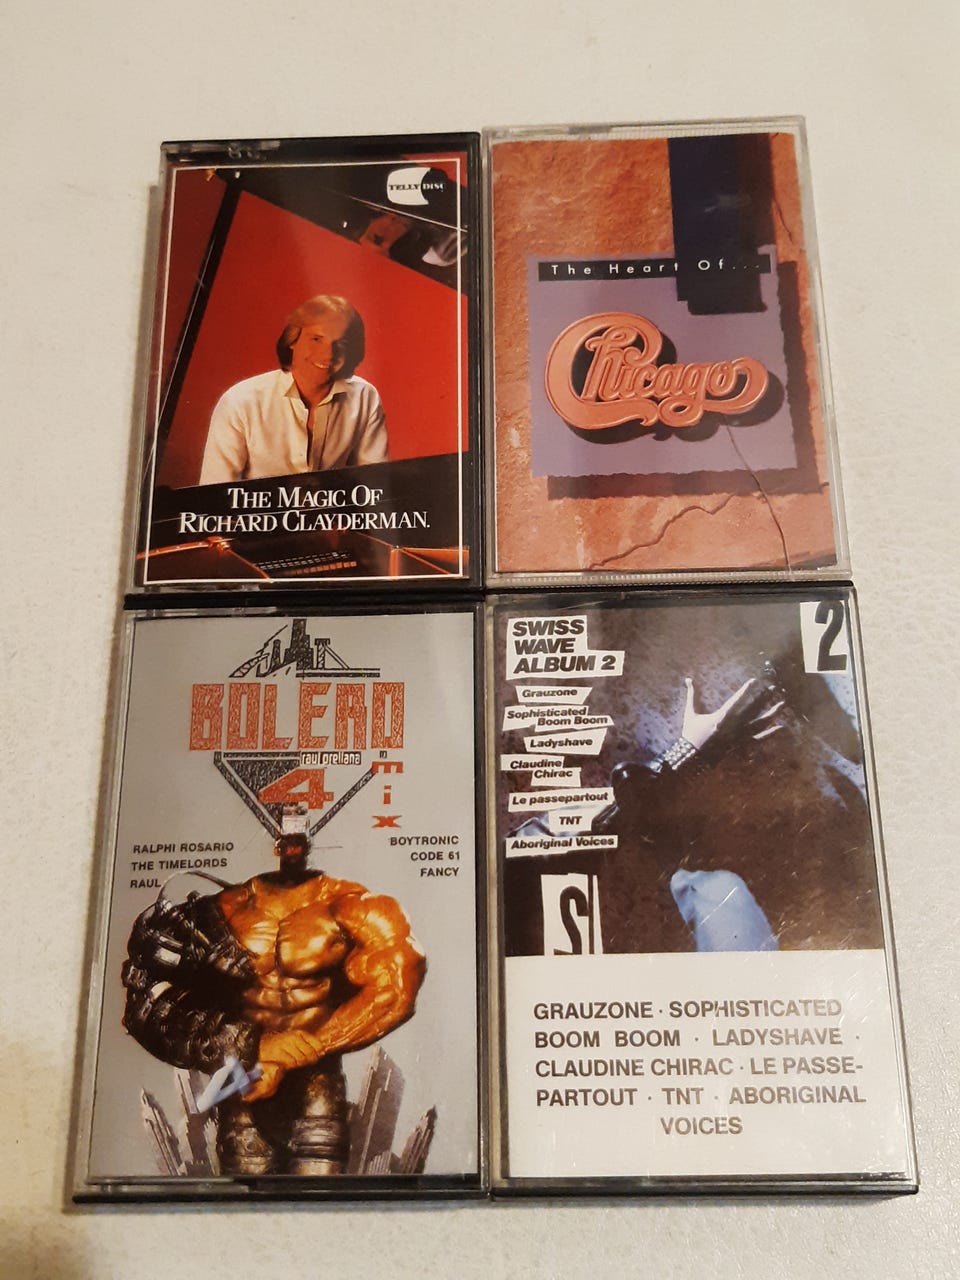 TELLY DISC
THE MAGIC OF
RICHARD CLAYDERMAN.
The Heart Of...
Chicago
BOLERO
raul orellana
4
mix
RALPHI ROSARIO
THE TIMELORDS
RAUL
BOYTRONIC
CODE 61
FANCY
SWISS
WAVE
ALBUM 2
2
Grauzone
Sophisticated
Boom Boom
Ladyshave
Claudine
Chirac
Le passepartout
TNT
Aboriginal Voices
S
GRAUZONE · SOPHISTICATED
BOOM BOOM · LADYSHAVE ·
CLAUDINE CHIRAC · LE PASSE-
PARTOUT · TNT · ABORIGINAL
VOICES